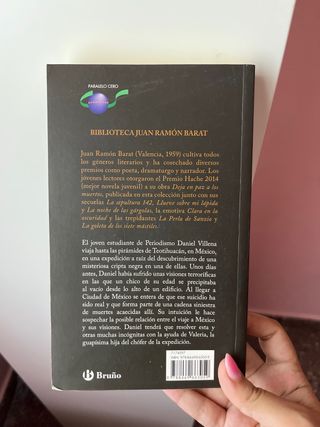 PARALELO CERO
BIBLIOTECA JUAN RAMÓN BARAT
Juan Ramón Barat (Valencia, 1959) cultiva todos
los géneros literarios y ha cosechado diversos
premios como poeta, dramaturgo y narrador. Los
jóvenes lectores otorgaron el Premio Hache 2014
(mejor novela juvenil) a su obra Deja en paz a los
muertos, publicada en esta colección junto con sus
secuelas La sepultura 142, Llueve sobre mi lápida
y La noche de las gárgolas, la emotiva Clara en la
oscuridad y las trepidantes La Perla de Sansio y
La goleta de los siete mástiles.
El joven estudiante de Periodismo Daniel Villena
viaja hasta las pirámides de Teotihuacán, en México,
en una expedición a raíz del descubrimiento de una
misteriosa cripta negra en una de ellas. Unos días
antes, Daniel había sufrido unas visiones terroríficas
en las que un chico de su edad se precipitaba
al vacío desde lo alto de un edificio. Al llegar a
Ciudad de México se entera de que ese suicidio ha
sido real y que forma parte de una cadena siniestra
de muertes acaecidas allí. Su intuición le hace
sospechar la posible relación entre el viaje a México
y sus visiones. Daniel tendrá que resolver esta y
otras muchas incógnitas con la ayuda de Valeria, la
guapísima hija del chófer de la expedición.
Bruño